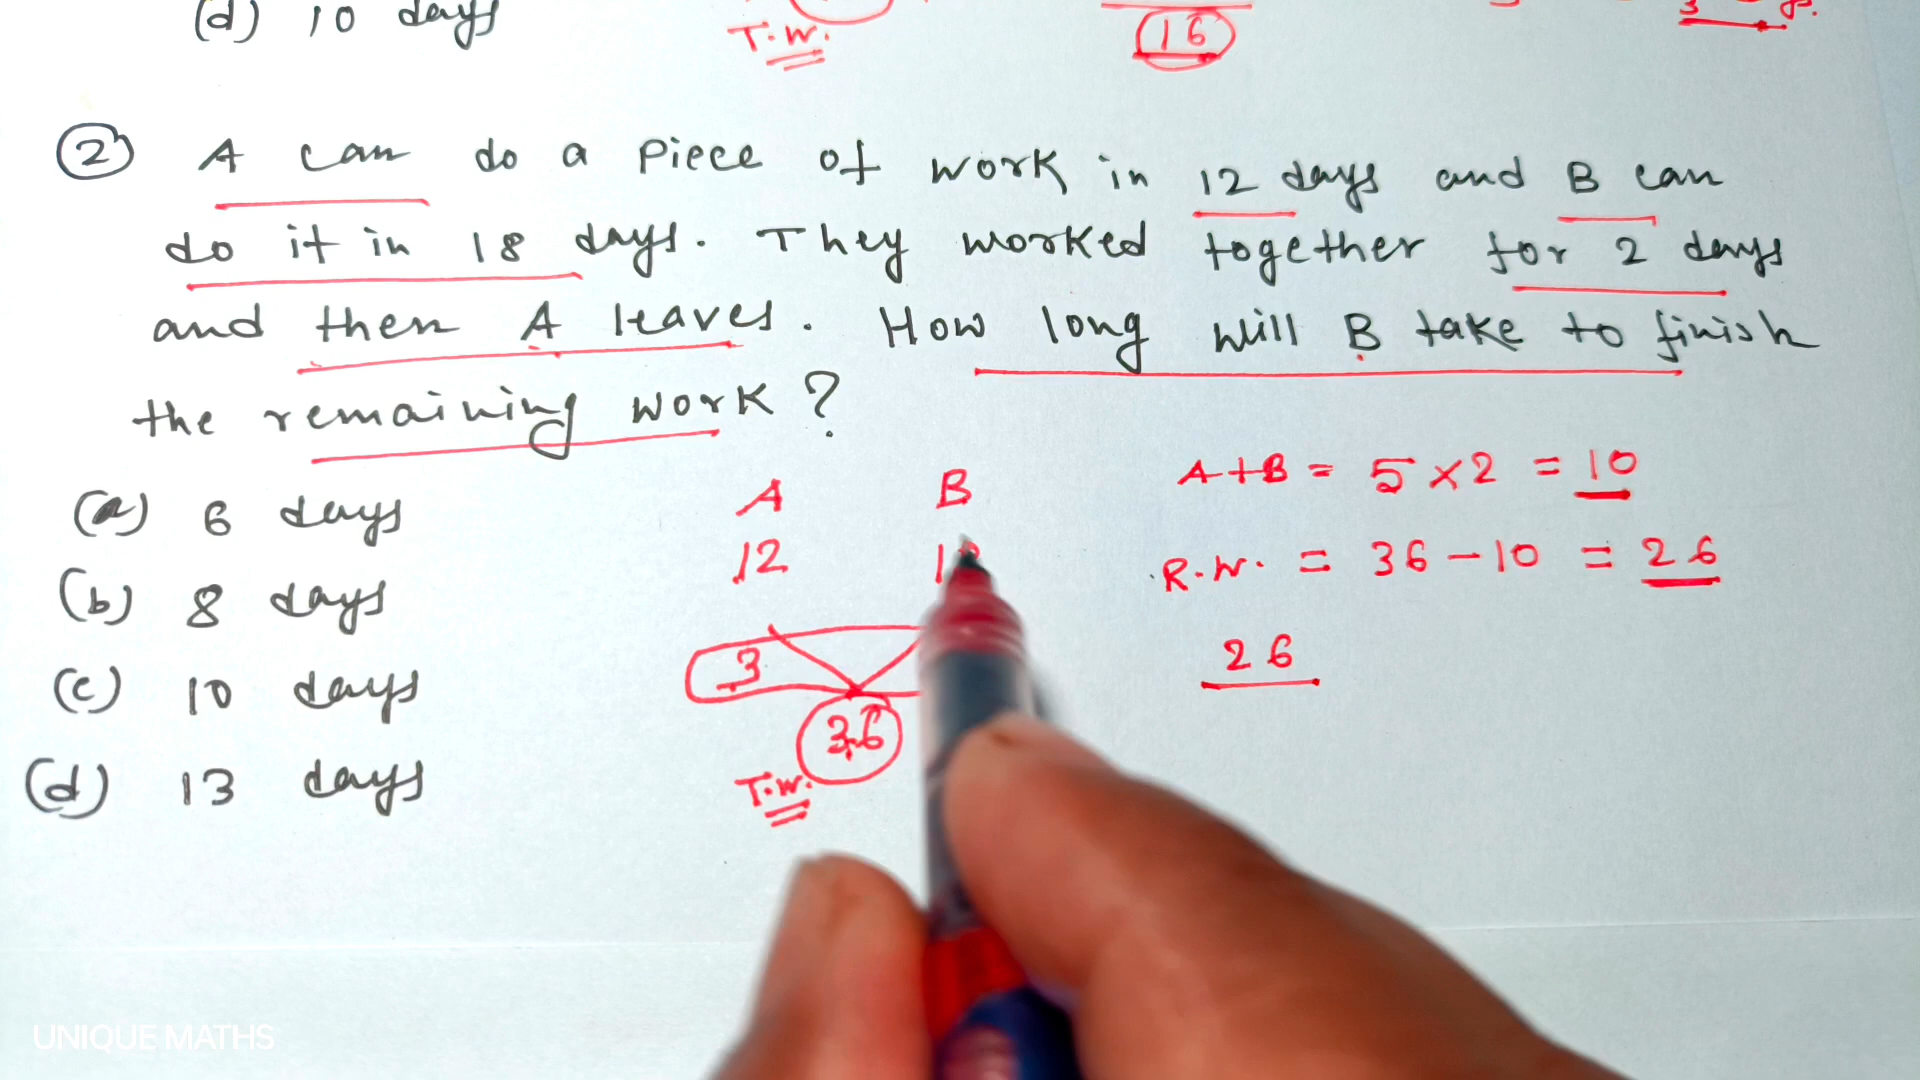 (d) 10 days
T.W.
16
② A can do a piece of work in 12 days and B can
do it in 18 days. They worked together for 2 days
and then A leaves. How long will B take to finish
the remaining work?
(a) 6 days
(b) 8 days
(c) 10 days
(d) 13 days
A B
12
3
36
T.W.
A+B = 5 × 2 = 10
R.W. = 36 - 10 = 26
26
UNIQUE MATHS